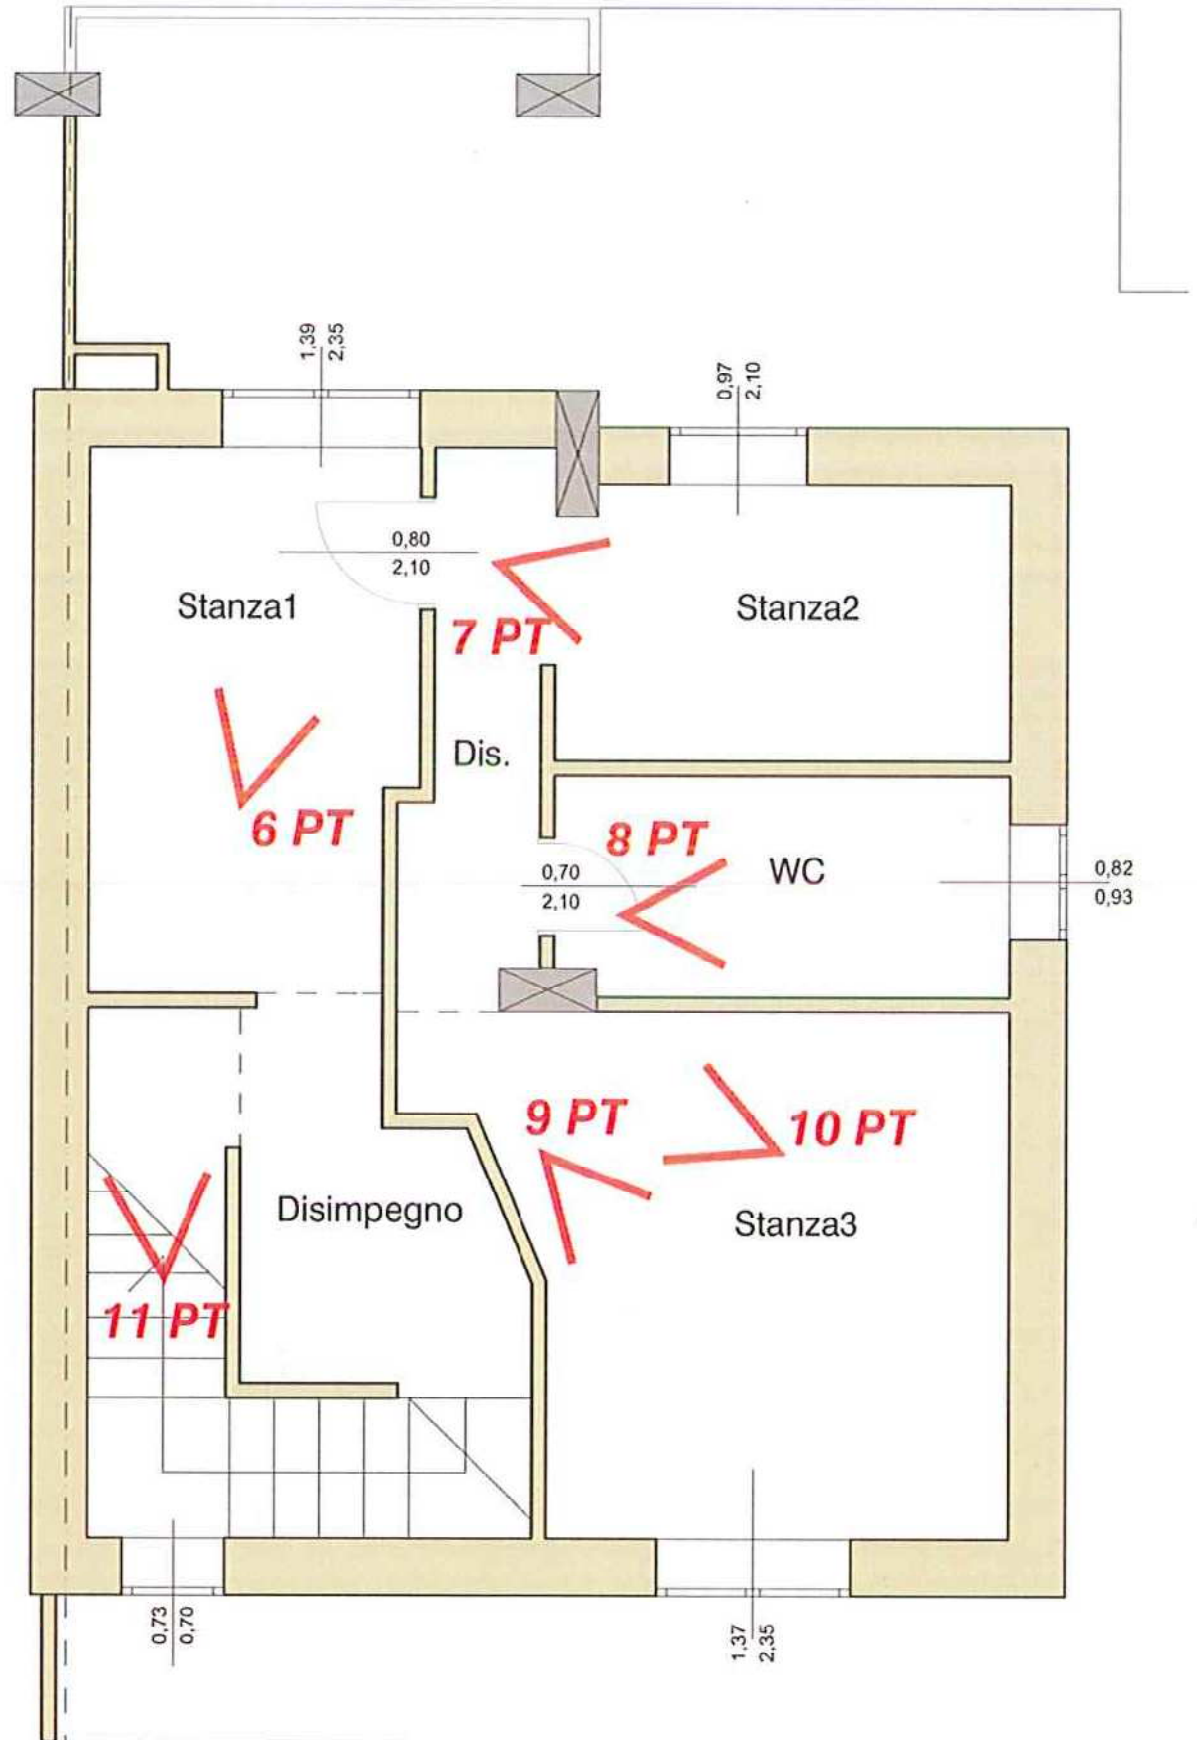 1,39
2,35
0,97
2,10
0,80
2,10
Stanza1
Stanza2
7 PT
Dis.
6 PT
8 PT
0,70
2,10
WC
0,82
0,93
9 PT
10 PT
Disimpegno
Stanza3
11 PT
0,73
0,70
1,37
2,35